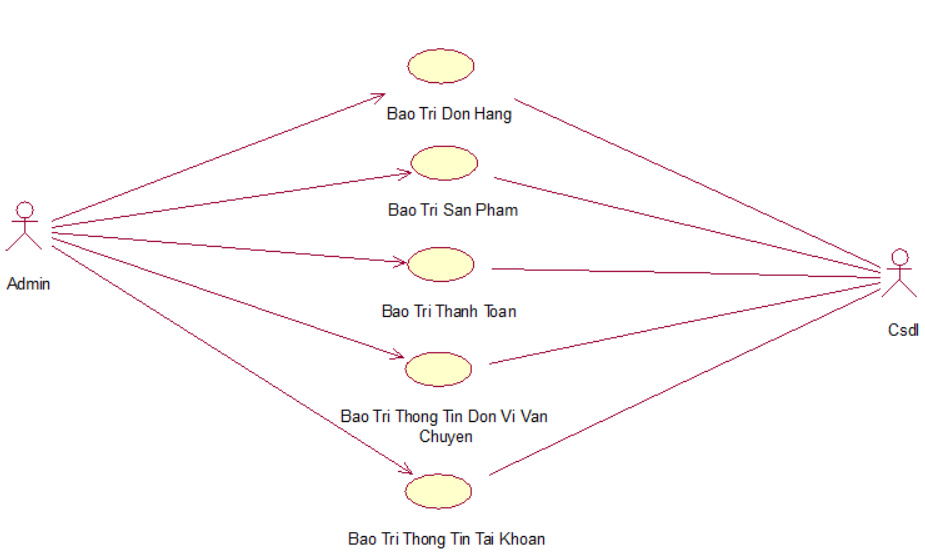 Bao Tri Don Hang
Bao Tri San Pham
Admin
Bao Tri Thanh Toan
Csdl
Bao Tri Thong Tin Don Vi Van
Chuyen
Bao Tri Thong Tin Tai Khoan